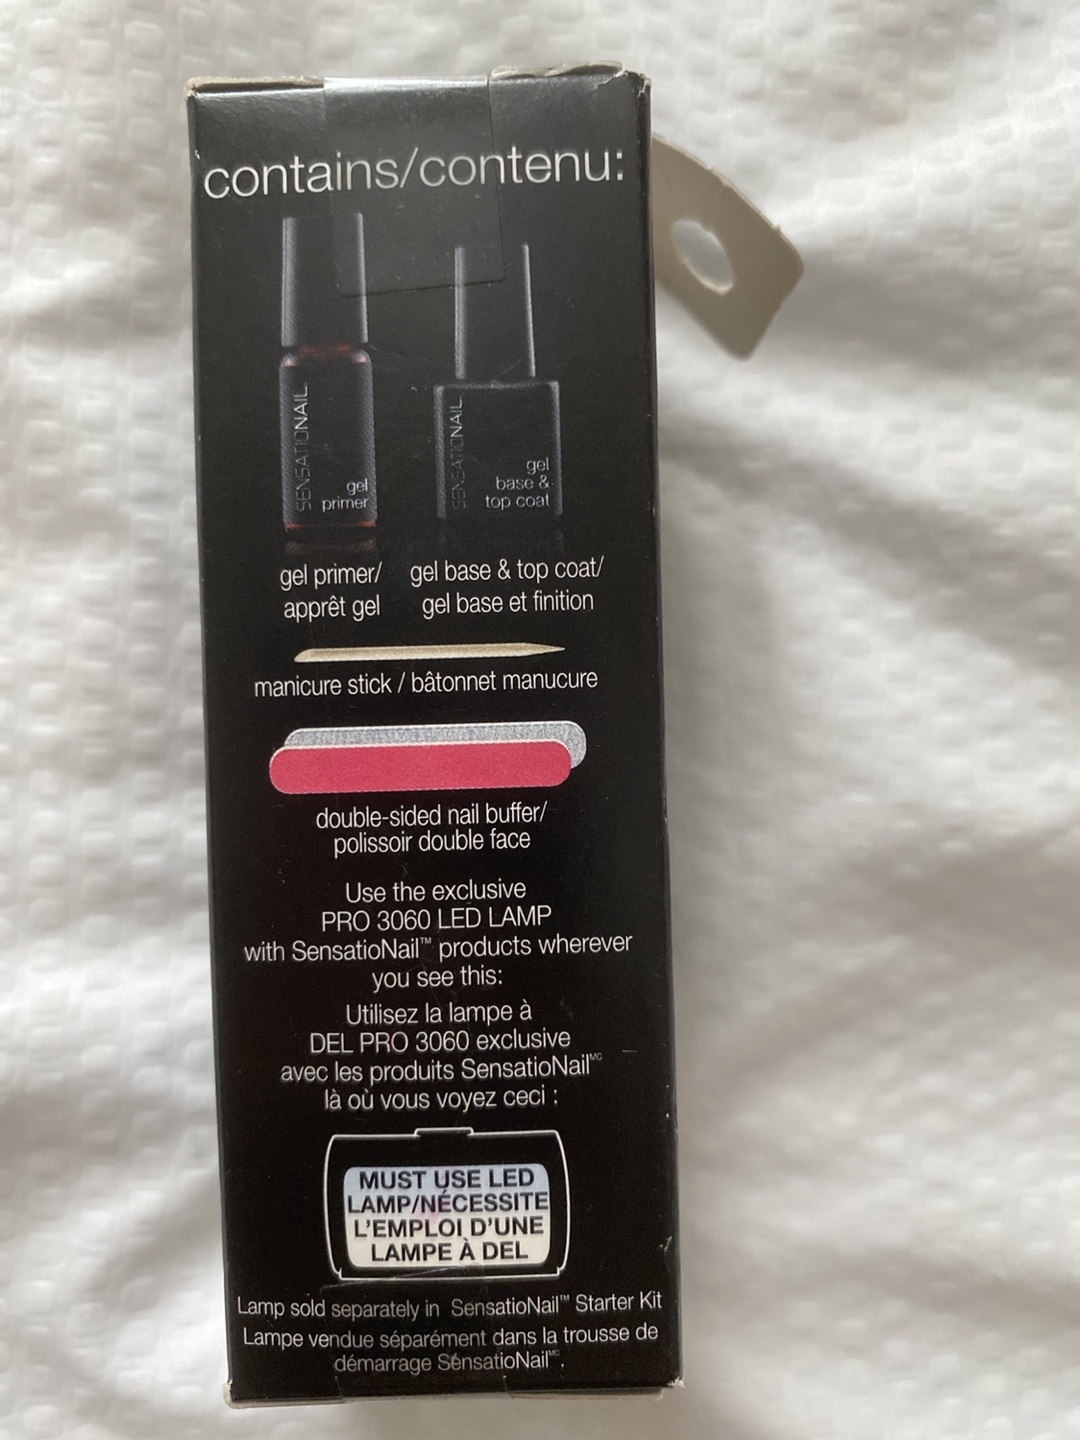 contains/contenu:
SENSATIONAIL
gel
primer
SENSATIONAIL
gel
base &
top coat
gel primer/
apprêt gel
gel base & top coat/
gel base et finition
manicure stick / bâtonnet manucure
double-sided nail buffer/
polissoir double face
Use the exclusive
PRO 3060 LED LAMP
with SensatioNail™ products wherever
you see this:
Utilisez la lampe à
DEL PRO 3060 exclusive
avec les produits SensatioNail MC
là où vous voyez ceci :
MUST USE LED
LAMP/NÉCESSITE
L'EMPLOI D'UNE
LAMPE À DEL
Lamp sold separately in SensatioNail™ Starter Kit
Lampe vendue séparément dans la trousse de
démarrage SensatioNail MC.